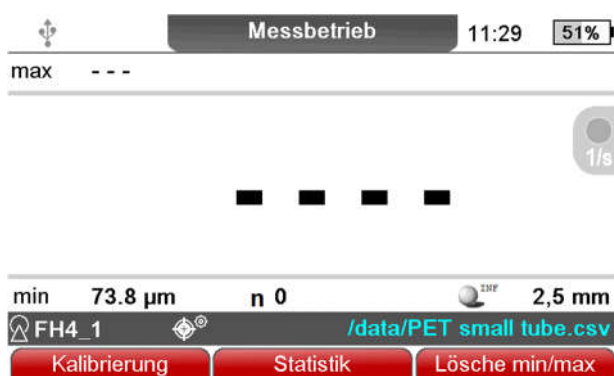 Messbetrieb 11:29 51%
max - - -
1/s
- - - -
min 73.8 µm n 0 INF 2,5 mm
FH4_1 /data/PET small tube.csv
Kalibrierung Statistik Lösche min/max